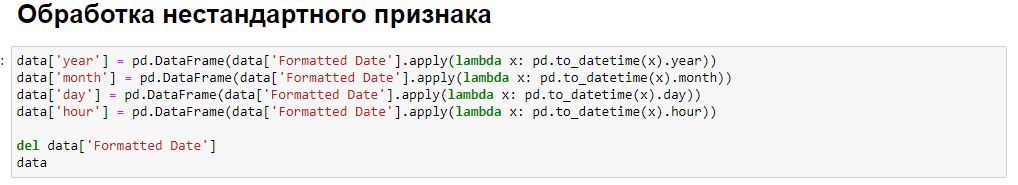 Обработка нестандартного признака
: data['year'] = pd.DataFrame(data['Formatted Date'].apply(lambda x: pd.to_datetime(x).year))
data['month'] = pd.DataFrame(data['Formatted Date'].apply(lambda x: pd.to_datetime(x).month))
data['day'] = pd.DataFrame(data['Formatted Date'].apply(lambda x: pd.to_datetime(x).day))
data['hour'] = pd.DataFrame(data['Formatted Date'].apply(lambda x: pd.to_datetime(x).hour))
del data['Formatted Date']
data